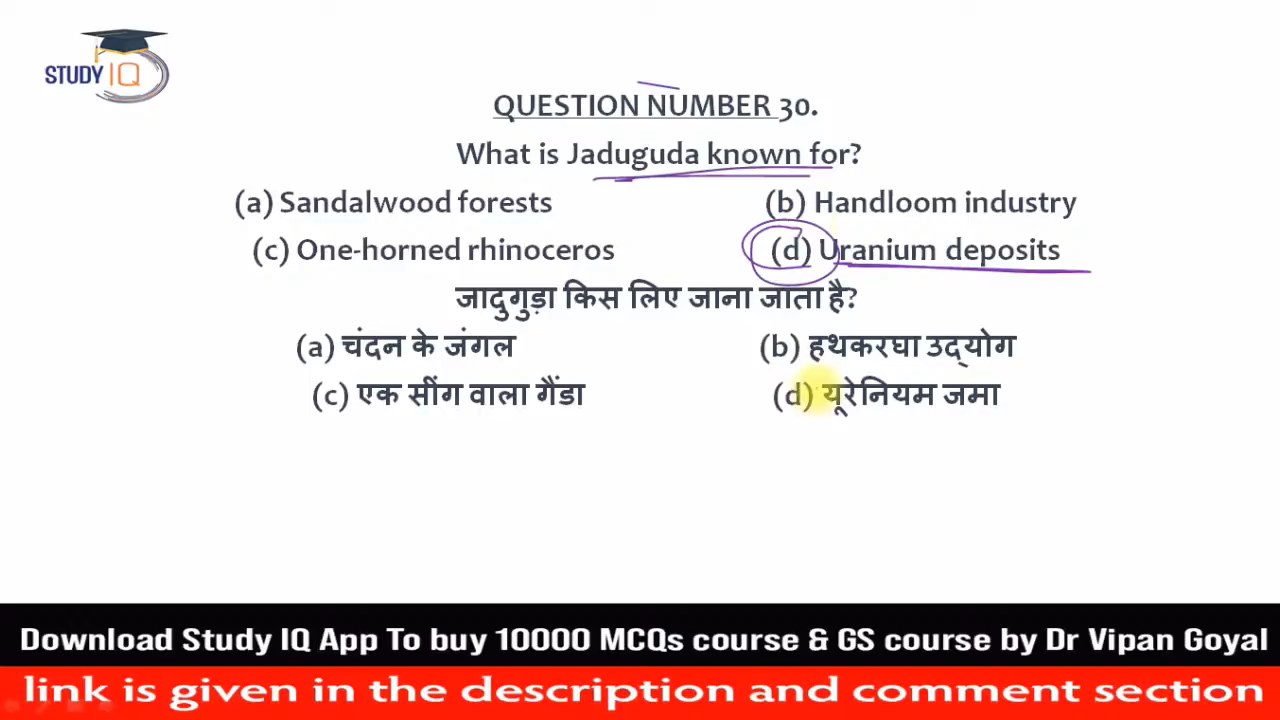 STUDY IQ
QUESTION NUMBER 30.
What is Jaduguda known for?
(a) Sandalwood forests (b) Handloom industry
(c) One-horned rhinoceros (d) Uranium deposits
जादुगुड़ा किस लिए जाना जाता है?
(a) चंदन के जंगल (b) हथकरघा उद्योग
(c) एक सींग वाला गैंडा (d) यूरेनियम जमा
Download Study IQ App To buy 10000 MCQs course & GS course by Dr Vipan Goyal
link is given in the description and comment section